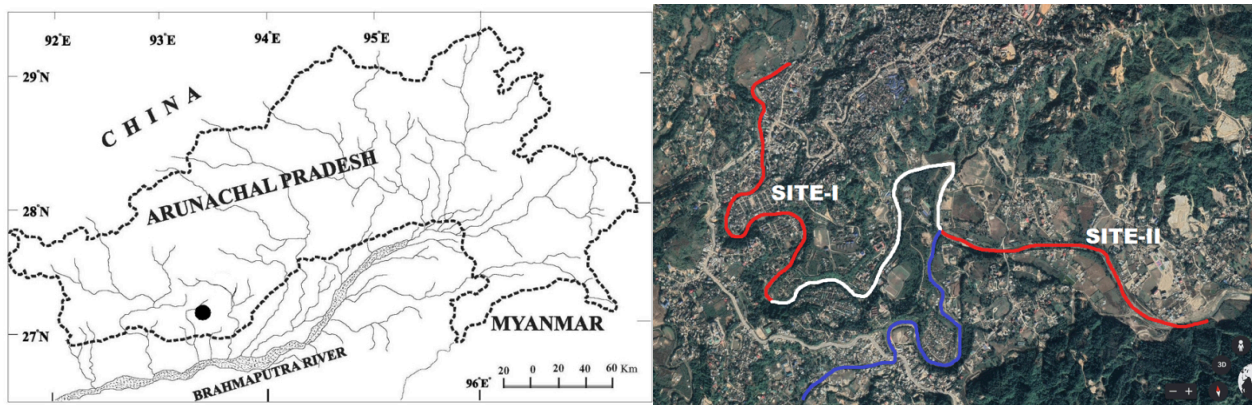 92°E
93°E
94°E
95°E
29°N
CHINA
ARUNACHAL PRADESH
28°N
27°N
MYANMAR
BRAHMAPUTRA RIVER
20 0 20 40 60 Km
96°E
SITE-I
SITE-II
3D